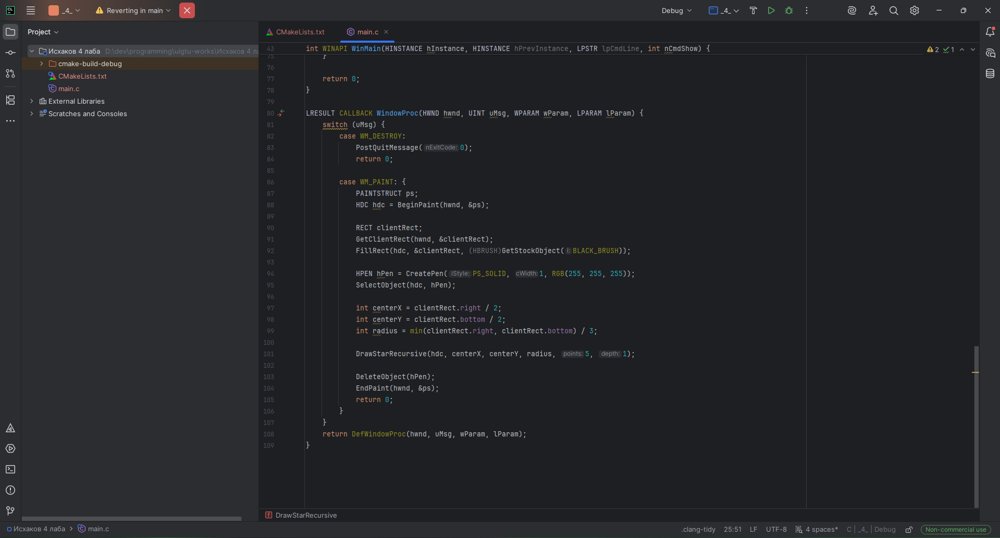 CL
_4_
Reverting in main
Debug
_4_
Project
CMakeLists.txt
main.c
Исхаков 4 лаба D:\dev\programming\ulgtu-works\Исхаков 4 ла
cmake-build-debug
CMakeLists.txt
main.c
External Libraries
Scratches and Consoles
43 int WINAPI WinMain(HINSTANCE hInstance, HINSTANCE hPrevInstance, LPSTR lpCmdLine, int nCmdShow) {
2 1
75 }
76
77 return 0;
78 }
79
80 LRESULT CALLBACK WindowProc(HWND hwnd, UINT uMsg, WPARAM wParam, LPARAM lParam) {
81 switch (uMsg) {
82 case WM_DESTROY:
83 PostQuitMessage( nExitCode: 0);
84 return 0;
85
86 case WM_PAINT: {
87 PAINTSTRUCT ps;
88 HDC hdc = BeginPaint(hwnd, &ps);
89
90 RECT clientRect;
91 GetClientRect(hwnd, &clientRect);
92 FillRect(hdc, &clientRect, (HBRUSH)GetStockObject( i: BLACK_BRUSH));
93
94 HPEN hPen = CreatePen( iStyle: PS_SOLID, cWidth: 1, RGB(255, 255, 255));
95 SelectObject(hdc, hPen);
96
97 int centerX = clientRect.right / 2;
98 int centerY = clientRect.bottom / 2;
99 int radius = min(clientRect.right, clientRect.bottom) / 3;
100
101 DrawStarRecursive(hdc, centerX, centerY, radius, points: 5, depth: 1);
102
103 DeleteObject(hPen);
104 EndPaint(hwnd, &ps);
105 return 0;
106 }
107 }
108 return DefWindowProc(hwnd, uMsg, wParam, lParam);
109 }
f DrawStarRecursive
Исхаков 4 лаба > main.c
.clang-tidy 25:51 LF UTF-8 4 spaces* C | _4_ | Debug Non-commercial use